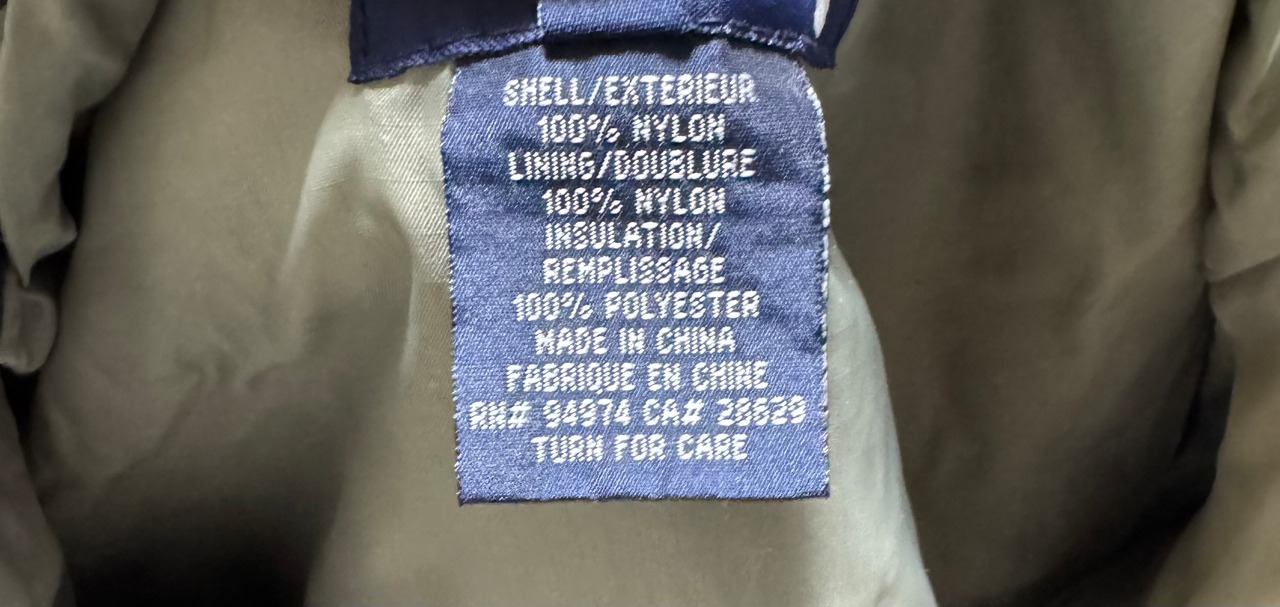 SHELL/EXTERIEUR
100% NYLON
LINING/DOUBLURE
100% NYLON
INSULATION/
REMPLISSAGE
100% POLYESTER
MADE IN CHINA
FABRIQUE EN CHINE
RN# 94974 CA# 28829
TURN FOR CARE